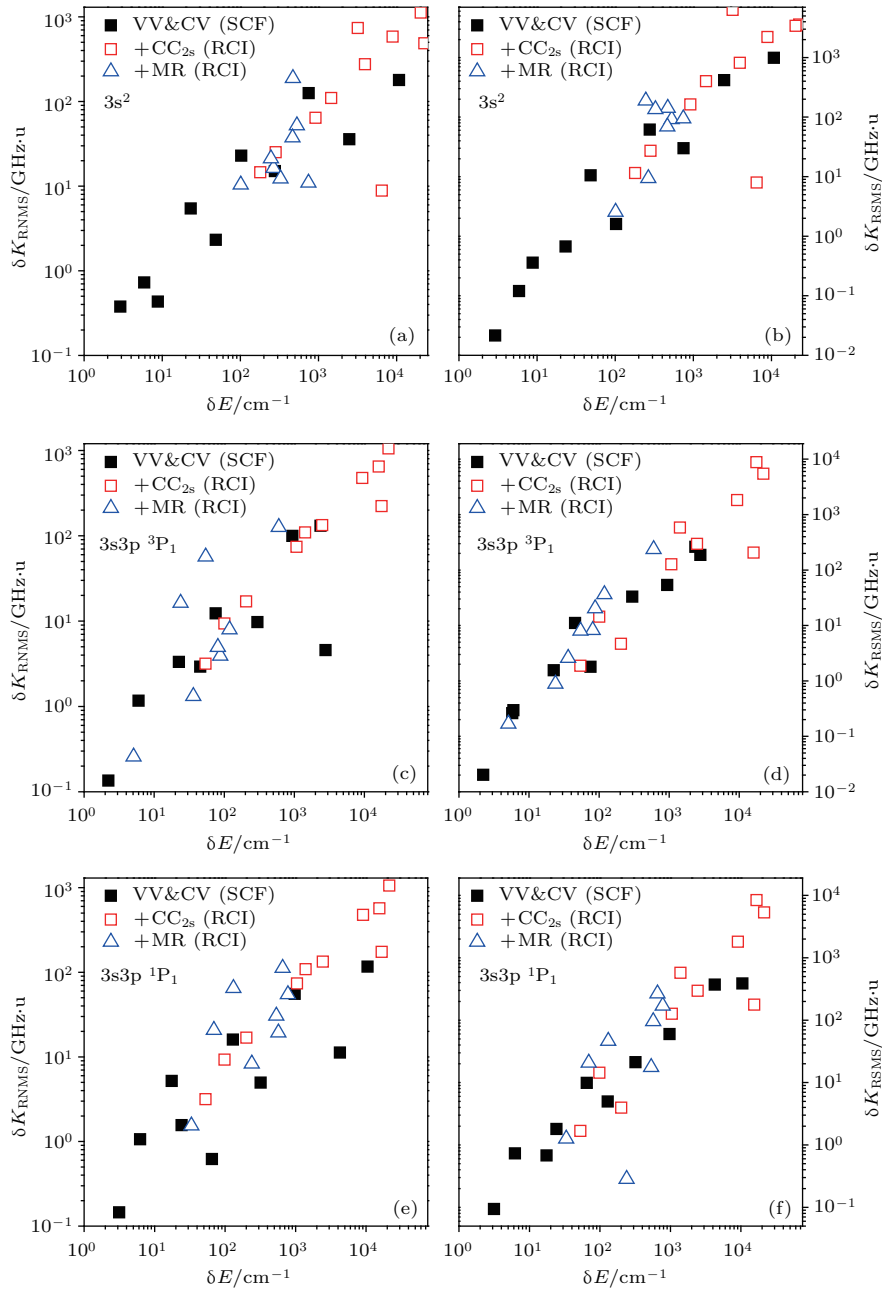 10³
10²
10¹
10⁰
10⁻¹
δK_RNMS/GHz·u
VV&CV (SCF)
+CC₂ₛ (RCI)
+MR (RCI)
3s²
(a)
10⁰ 10¹ 10² 10³ 10⁴
δE/cm⁻¹
VV&CV (SCF)
+CC₂ₛ (RCI)
+MR (RCI)
3s²
(b)
10³
10²
10¹
10⁰
10⁻¹
10⁻²
δK_RSMS/GHz·u
10⁰ 10¹ 10² 10³ 10⁴
δE/cm⁻¹
10³
10²
10¹
10⁰
10⁻¹
δK_RNMS/GHz·u
VV&CV (SCF)
+CC₂ₛ (RCI)
+MR (RCI)
3s3p ³P₁
(c)
10⁰ 10¹ 10² 10³ 10⁴
δE/cm⁻¹
VV&CV (SCF)
+CC₂ₛ (RCI)
+MR (RCI)
3s3p ³P₁
(d)
10⁴
10³
10²
10¹
10⁰
10⁻¹
10⁻²
δK_RSMS/GHz·u
10⁰ 10¹ 10² 10³ 10⁴
δE/cm⁻¹
10³
10²
10¹
10⁰
10⁻¹
δK_RNMS/GHz·u
VV&CV (SCF)
+CC₂ₛ (RCI)
+MR (RCI)
3s3p ¹P₁
(e)
10⁰ 10¹ 10² 10³ 10⁴
δE/cm⁻¹
VV&CV (SCF)
+CC₂ₛ (RCI)
+MR (RCI)
3s3p ¹P₁
(f)
10⁴
10³
10²
10¹
10⁰
10⁻¹
δK_RSMS/GHz·u
10⁰ 10¹ 10² 10³ 10⁴
δE/cm⁻¹